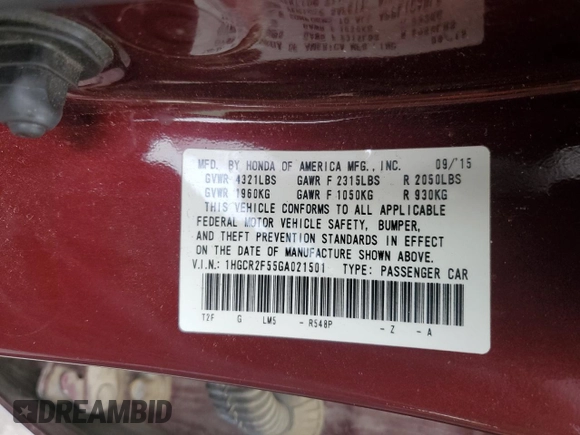 MFD. BY HONDA OF AMERICA MFG., INC. 09/'15
GVWR 4321LBS GAWR F 2315LBS R 2050LBS
GVWR 1960KG GAWR F 1050KG R 930KG
THIS VEHICLE CONFORMS TO ALL APPLICABLE
FEDERAL MOTOR VEHICLE SAFETY, BUMPER,
AND THEFT PREVENTION STANDARDS IN EFFECT
ON THE DATE OF MANUFACTURE SHOWN ABOVE.
V.I.N.: 1HGCR2F55GA021501 TYPE: PASSENGER CAR
T2F G LM5 - R548P - Z - A
DREAMBID